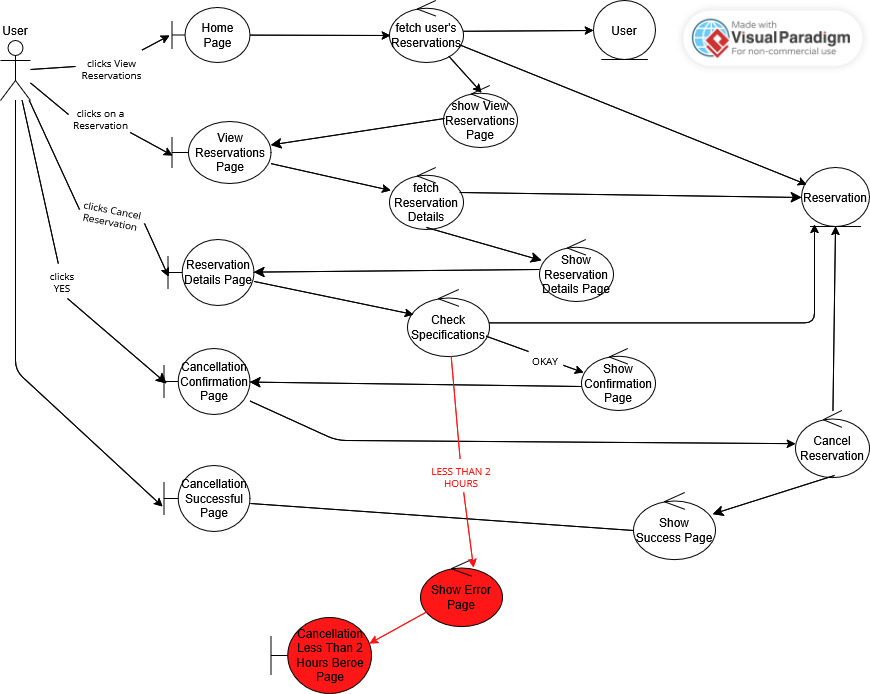 User
Home
Page
fetch user's
Reservations
User
Made with
Visual Paradigm
For non-commercial use
clicks View
Reservations
show View
Reservations
Page
clicks on a
Reservation
View
Reservations
Page
fetch
Reservation
Details
Reservation
clicks Cancel
Reservation
Reservation
Details Page
Show
Reservation
Details Page
clicks
YES
Check
Specifications
OKAY
Show
Confirmation
Page
Cancellation
Confirmation
Page
Cancel
Reservation
LESS THAN 2
HOURS
Cancellation
Successful
Page
Show
Success Page
Show Error
Page
Cancellation
Less Than 2
Hours Beroe
Page